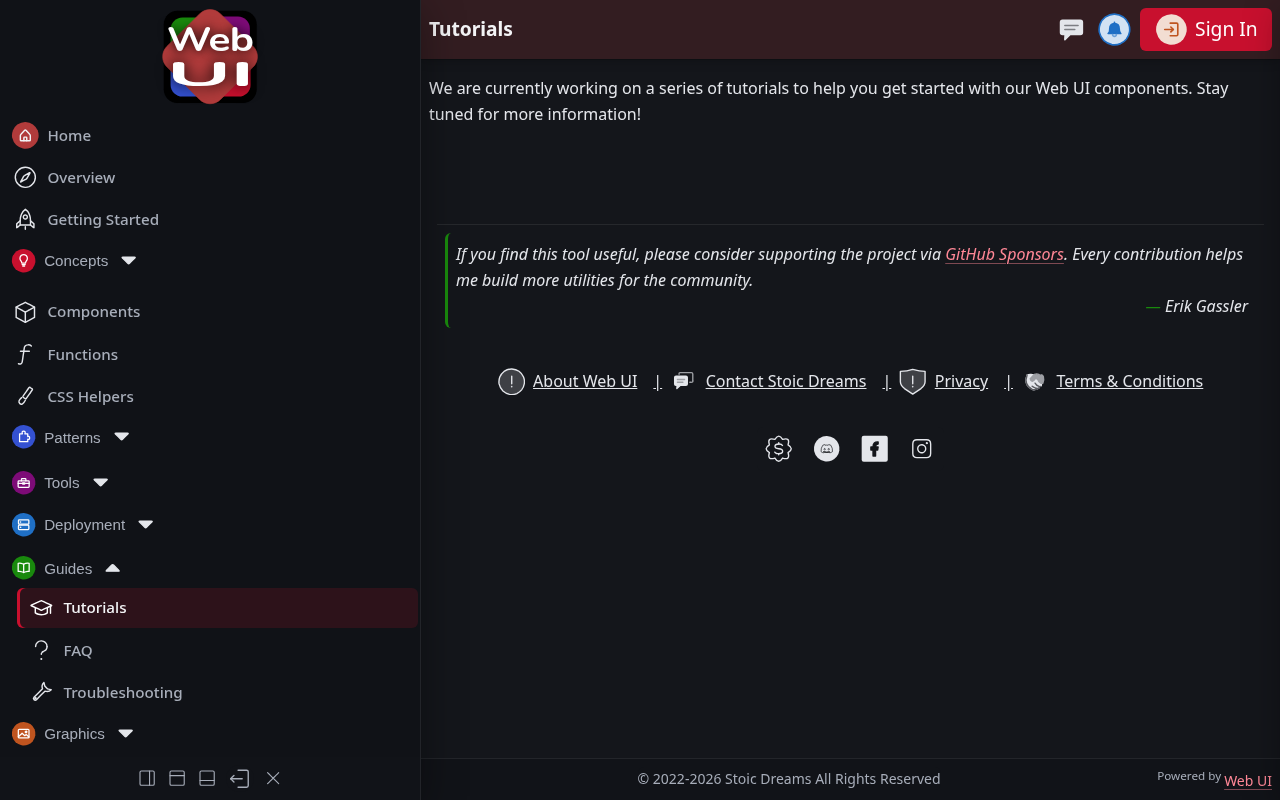 Web
UI
Home
Overview
Getting Started
Concepts
Components
Functions
CSS Helpers
Patterns
Tools
Deployment
Guides
Tutorials
FAQ
Troubleshooting
Graphics
Tutorials
Sign In
We are currently working on a series of tutorials to help you get started with our Web UI components. Stay
tuned for more information!
If you find this tool useful, please consider supporting the project via GitHub Sponsors. Every contribution helps
me build more utilities for the community.
— Erik Gassler
About Web UI | Contact Stoic Dreams | Privacy | Terms & Conditions
© 2022-2026 Stoic Dreams All Rights Reserved
Powered by Web UI